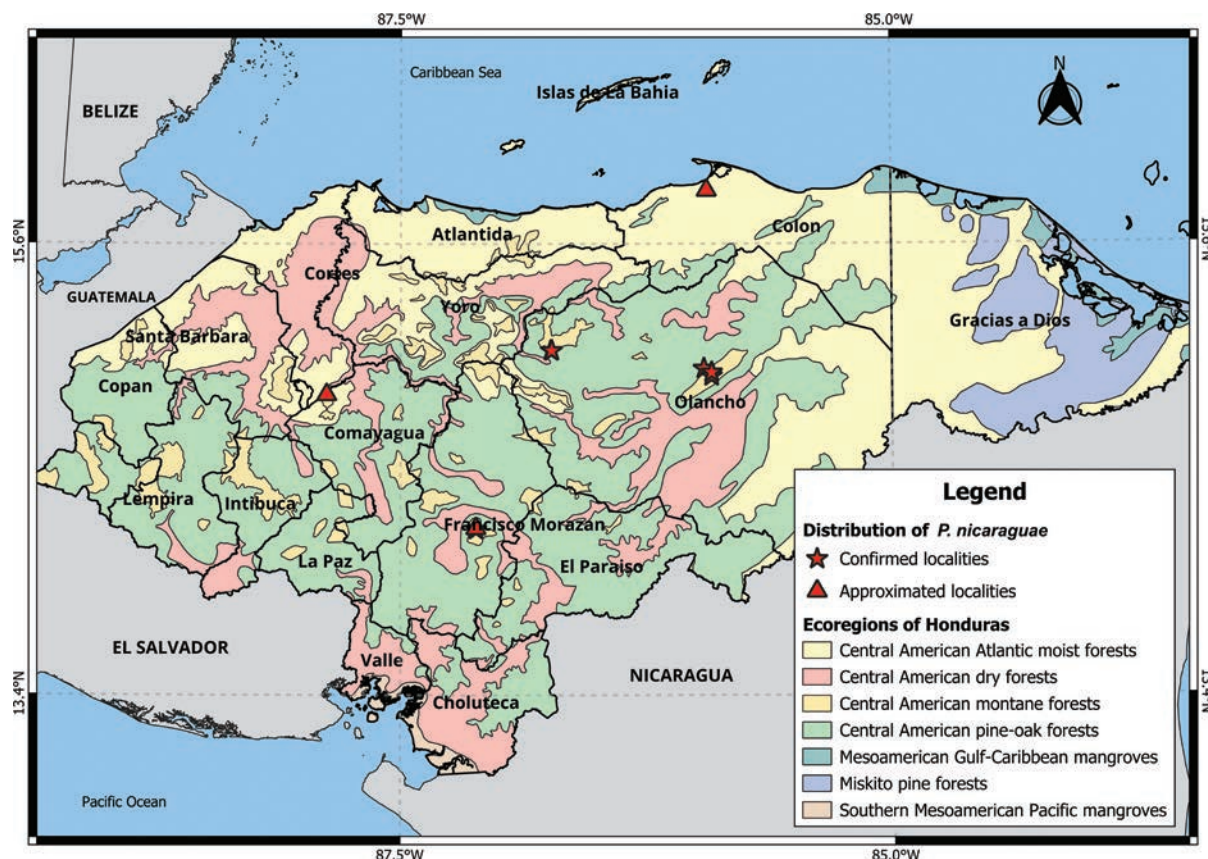 87.5°W
85.0°W
Caribbean Sea
N
Islas de La Bahia
BELIZE
15.6°N
15.6°N
Atlantida
Colon
Cortes
GUATEMALA
Yoro
Gracias a Dios
Santa Barbara
Copan
Olancho
Comayagua
Lempira
Intibuca
Francisco Morazan
La Paz
El Paraiso
EL SALVADOR
Valle
NICARAGUA
Choluteca
13.4°N
13.4°N
Pacific Ocean
87.5°W
85.0°W
Legend
Distribution of P. nicaraguae
Confirmed localities
Approximated localities
Ecoregions of Honduras
Central American Atlantic moist forests
Central American dry forests
Central American montane forests
Central American pine-oak forests
Mesoamerican Gulf-Caribbean mangroves
Miskito pine forests
Southern Mesoamerican Pacific mangroves